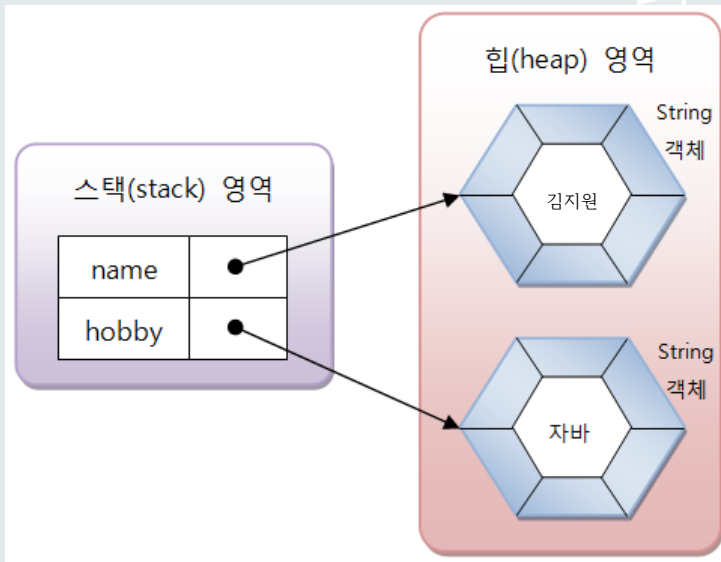 스택(stack) 영역
name
hobby
힙(heap) 영역
String
객체
김지원
String
객체
자바